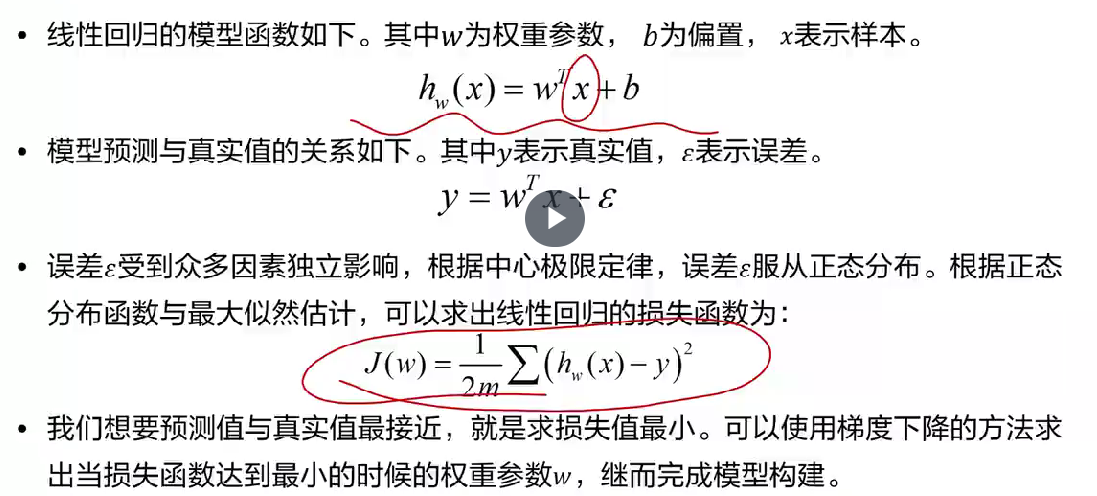 • 线性回归的模型函数如下。其中w为权重参数， b为偏置， x表示样本。
h_w(x) = w^T x + b
• 模型预测与真实值的关系如下。其中y表示真实值，ε表示误差。
y = w^T x + ε
• 误差ε受到众多因素独立影响，根据中心极限定律，误差ε服从正态分布。根据正态
分布函数与最大似然估计，可以求出线性回归的损失函数为：
J(w) = 1/2m ∑(h_w(x) − y)^2
• 我们想要预测值与真实值最接近，就是求损失值最小。可以使用梯度下降的方法求
出当损失函数达到最小的时候的权重参数w，继而完成模型构建。